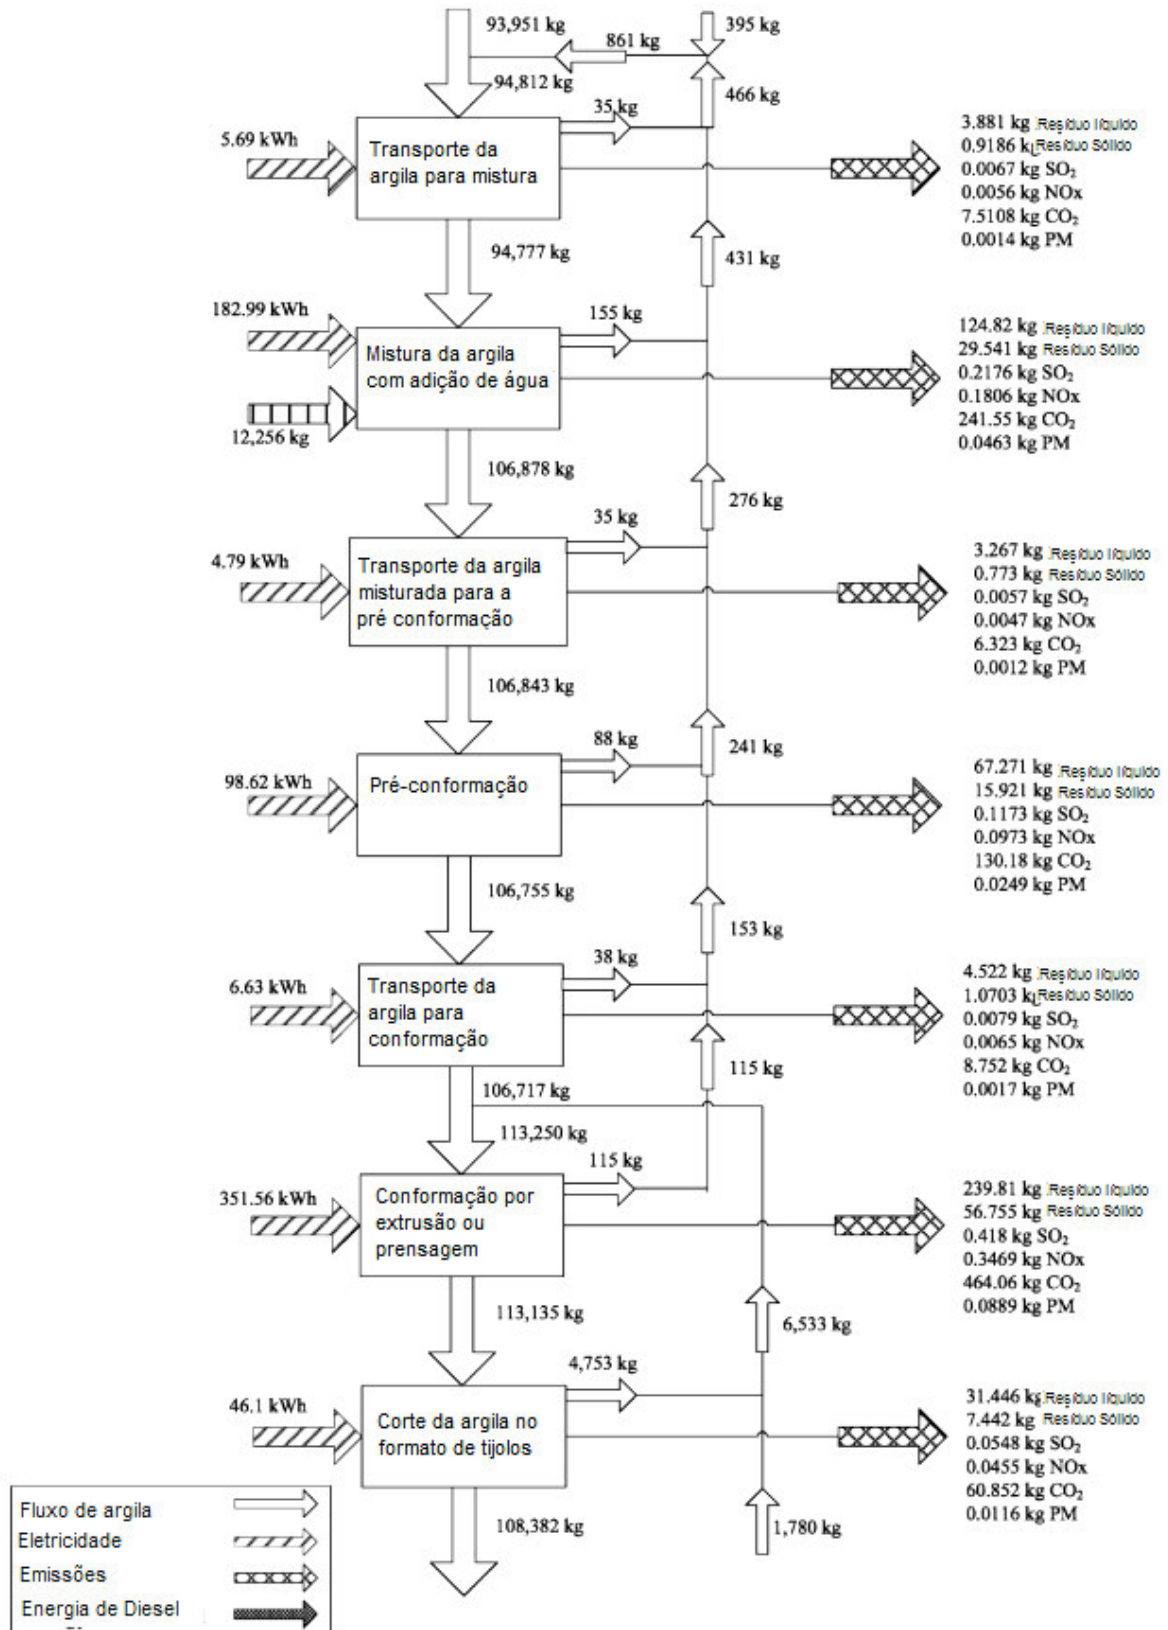 93,951 kg
861 kg
395 kg
94,812 kg
466 kg
35 kg
5.69 kWh
Transporte da
argila para mistura
3.881 kg Resíduo líquido
0.9186 kg Resíduo Sólido
0.0067 kg SO₂
0.0056 kg NOx
7.5108 kg CO₂
0.0014 kg PM
94,777 kg
431 kg
182.99 kWh
155 kg
Mistura da argila
com adição de água
12,256 kg
124.82 kg Resíduo líquido
29.541 kg Resíduo Sólido
0.2176 kg SO₂
0.1806 kg NOx
241.55 kg CO₂
0.0463 kg PM
106,878 kg
276 kg
35 kg
4.79 kWh
Transporte da argila
misturada para a
pré conformação
3.267 kg Resíduo líquido
0.773 kg Resíduo Sólido
0.0057 kg SO₂
0.0047 kg NOx
6.323 kg CO₂
0.0012 kg PM
106,843 kg
241 kg
88 kg
98.62 kWh
Pré-conformação
67.271 kg Resíduo líquido
15.921 kg Resíduo Sólido
0.1173 kg SO₂
0.0973 kg NOx
130.18 kg CO₂
0.0249 kg PM
106,755 kg
153 kg
38 kg
6.63 kWh
Transporte da
argila para
conformação
4.522 kg Resíduo líquido
1.0703 kg Resíduo Sólido
0.0079 kg SO₂
0.0065 kg NOx
8.752 kg CO₂
0.0017 kg PM
115 kg
106,717 kg
113,250 kg
115 kg
351.56 kWh
Conformação por
extrusão ou
prensagem
239.81 kg Resíduo líquido
56.755 kg Resíduo Sólido
0.418 kg SO₂
0.3469 kg NOx
464.06 kg CO₂
0.0889 kg PM
113,135 kg
6,533 kg
4,753 kg
46.1 kWh
Corte da argila no
formato de tijolos
31.446 kg Resíduo líquido
7.442 kg Resíduo Sólido
0.0548 kg SO₂
0.0455 kg NOx
60.852 kg CO₂
0.0116 kg PM
108,382 kg
1,780 kg
Fluxo de argila
Eletricidade
Emissões
Energia de Diesel